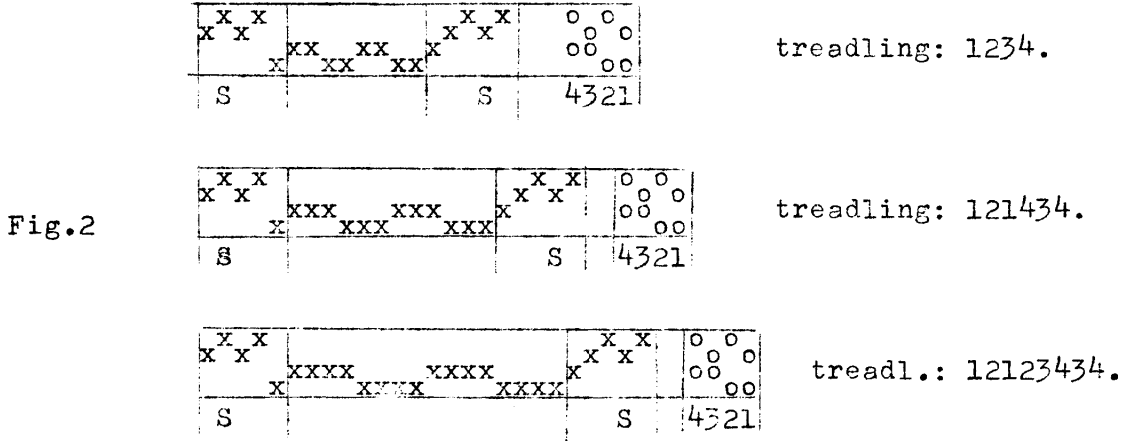 treadling: 1234.
S S 4321
Fig.2
treadling: 121434.
S S 4321
treadl.: 12123434.
S S 4321